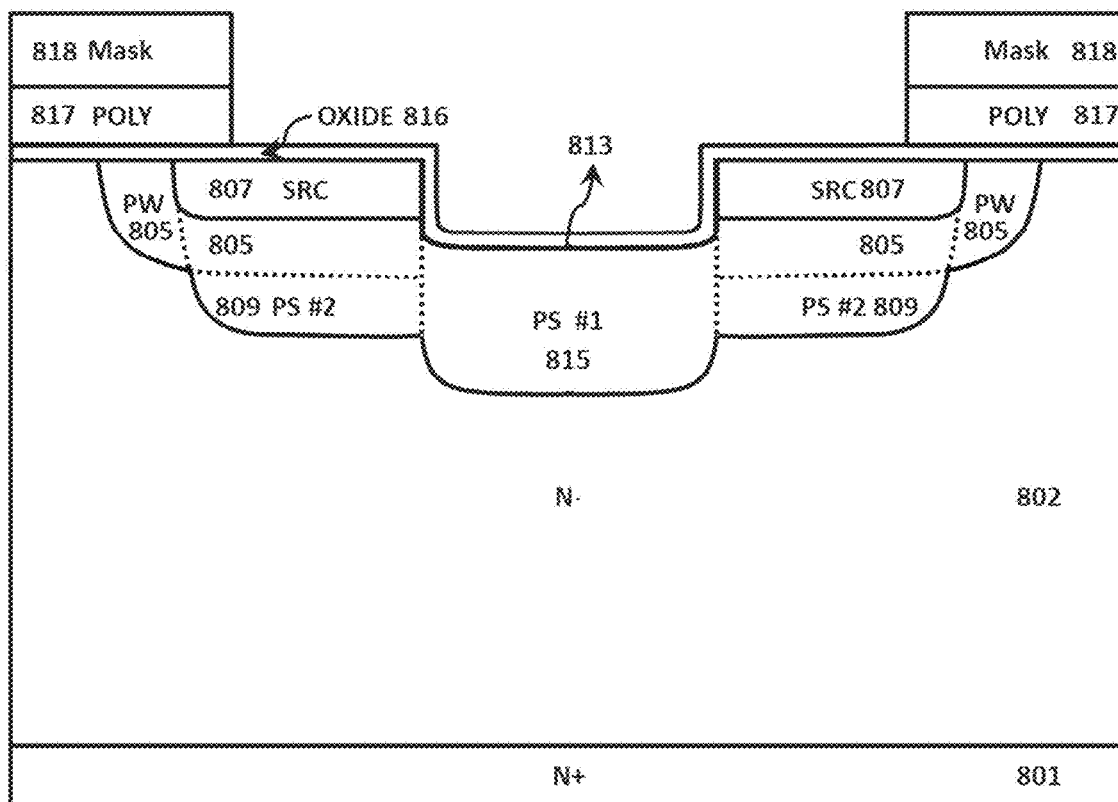 818 Mask
Mask 818
817 POLY
OXIDE 816
POLY 817
813
807 SRC
SRC 807
PW
805
PW
805
805
805
809 PS #2
PS #1
815
PS #2 809
N-
802
N+
801